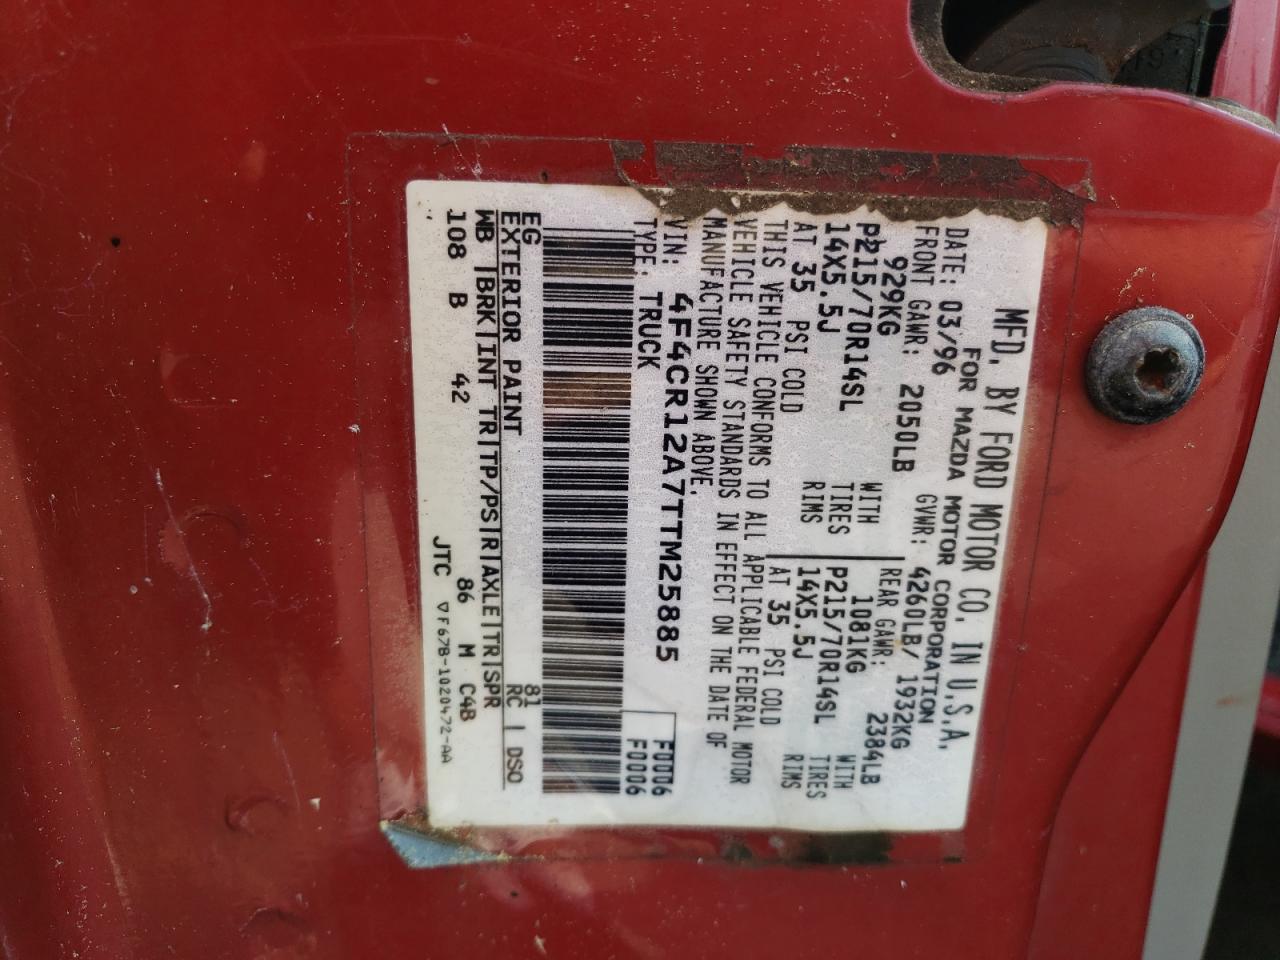 MFD. BY FORD MOTOR CO. IN U.S.A.
FOR MAZDA MOTOR CORPORATION
DATE: 03/96 GVWR: 4260LB/ 1932KG
FRONT GAWR: 2050LB REAR GAWR: 2384LB
929KG WITH 1081KG WITH
P215/70R14SL TIRES P215/70R14SL TIRES
14X5.5J RIMS 14X5.5J RIMS
AT 35 PSI COLD AT 35 PSI COLD
THIS VEHICLE CONFORMS TO ALL APPLICABLE FEDERAL MOTOR
VEHICLE SAFETY STANDARDS IN EFFECT ON THE DATE OF
MANUFACTURE SHOWN ABOVE.
VIN: 4F4CR12A7TTM25885 F0006
TYPE: TRUCK F0006
EG 81
EXTERIOR PAINT RC | DSO
WB |BRK|INT TR|TP/PS|R|AXLE|TR|SPR
108 B 42 86 M C4B
JTC ▽F67B-1020472-AA